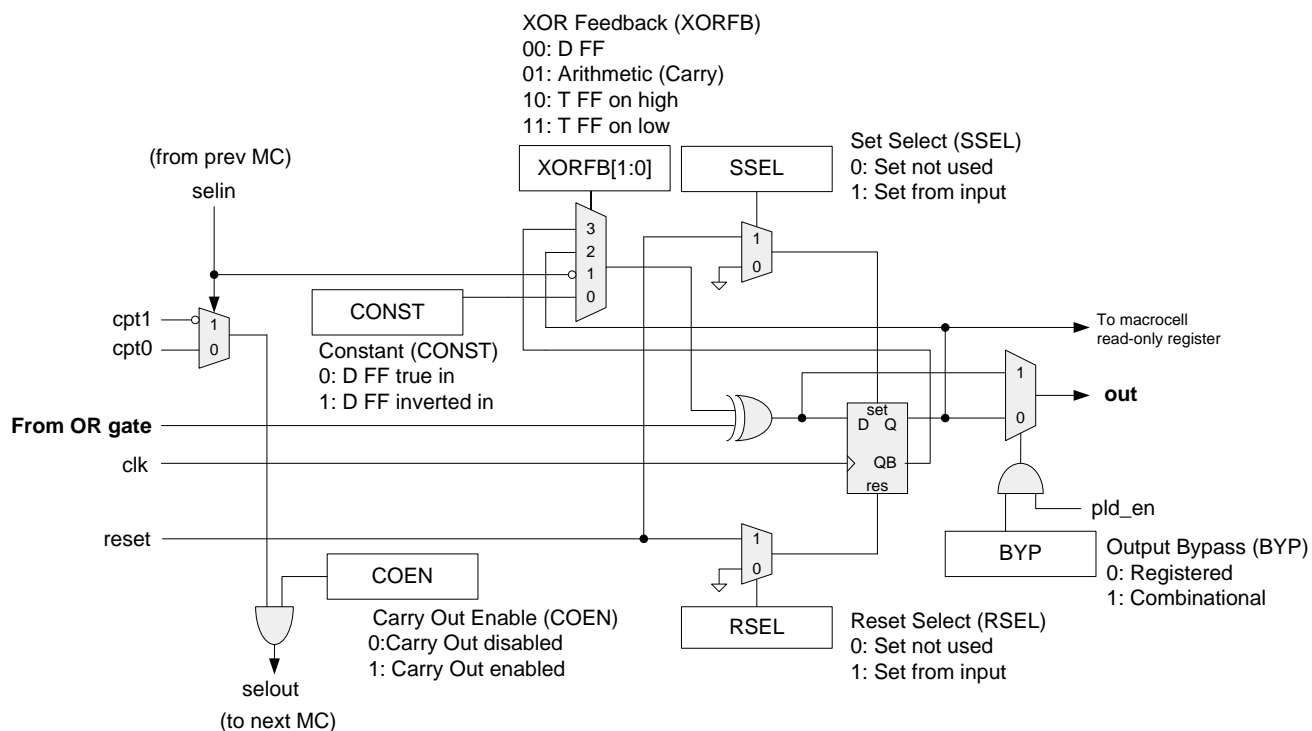 XOR Feedback (XORFB)
00: D FF
01: Arithmetic (Carry)
10: T FF on high
11: T FF on low
(from prev MC)
selin
XORFB[1:0]
SSEL
Set Select (SSEL)
0: Set not used
1: Set from input
3
2
1
0
1
0
CONST
Constant (CONST)
0: D FF true in
1: D FF inverted in
cpt1
cpt0
1
0
To macrocell
read-only register
1
0
out
From OR gate
set
D Q
QB
res
clk
pld_en
reset
1
0
BYP
Output Bypass (BYP)
0: Registered
1: Combinational
COEN
Carry Out Enable (COEN)
0:Carry Out disabled
1: Carry Out enabled
RSEL
Reset Select (RSEL)
0: Set not used
1: Set from input
selout
(to next MC)